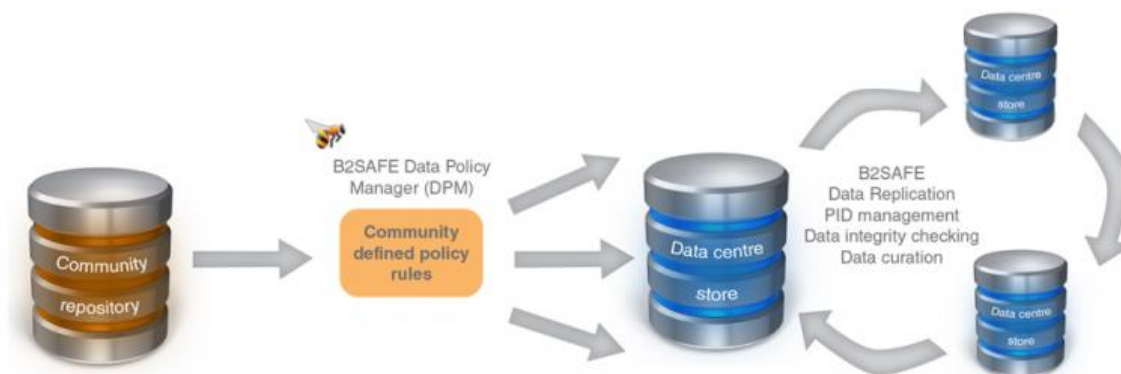 Community
repository
B2SAFE Data Policy
Manager (DPM)
Community
defined policy
rules
Data centre
store
B2SAFE
Data Replication
PID management
Data integrity checking
Data curation
Data centre
store
Data centre
store